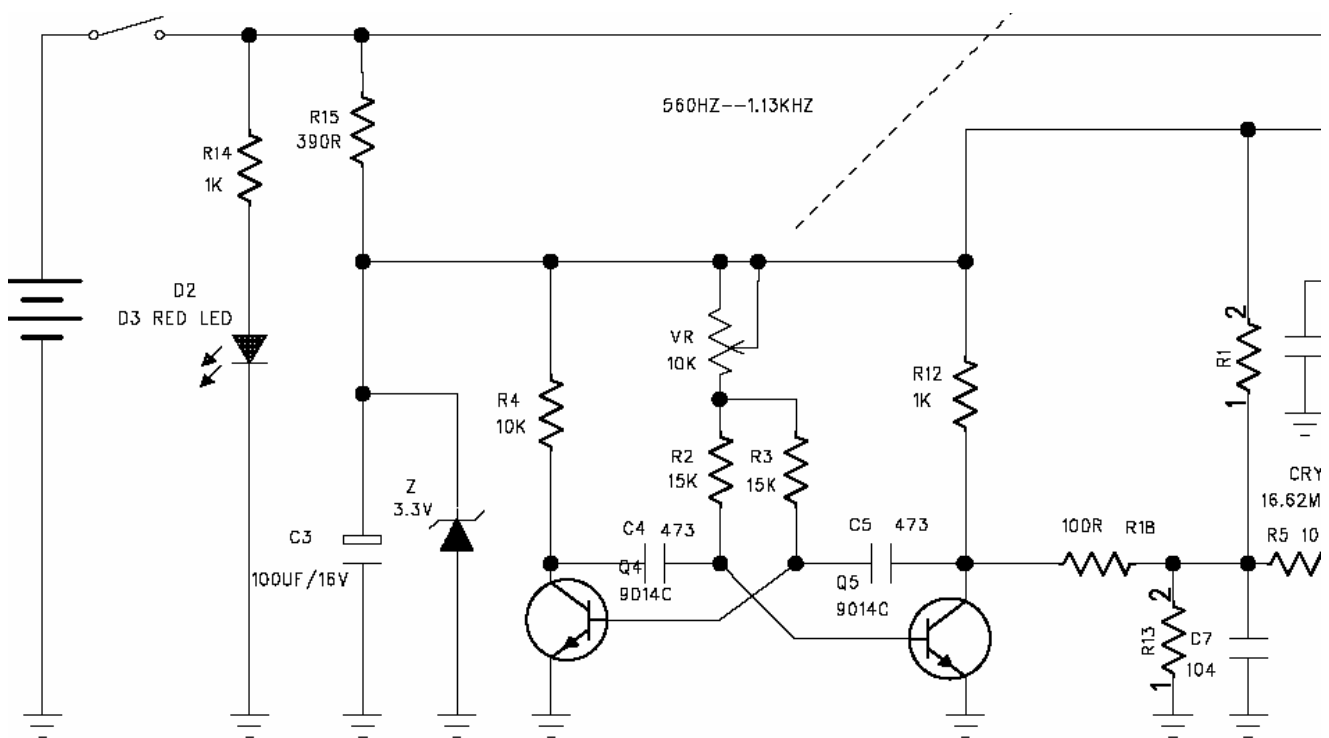 560HZ--1.13KHZ
R15
390R
R14
1K
D2
D3 RED LED
VR
10K
R12
1K
2
R1
1
R4
10K
R2
15K
R3
15K
Z
3.3V
C3
100UF/16V
C4 473
Q4
9014C
C5 473
Q5
9014C
100R R18
CRY
16.62M
R5 10
2
R13
1
C7
104